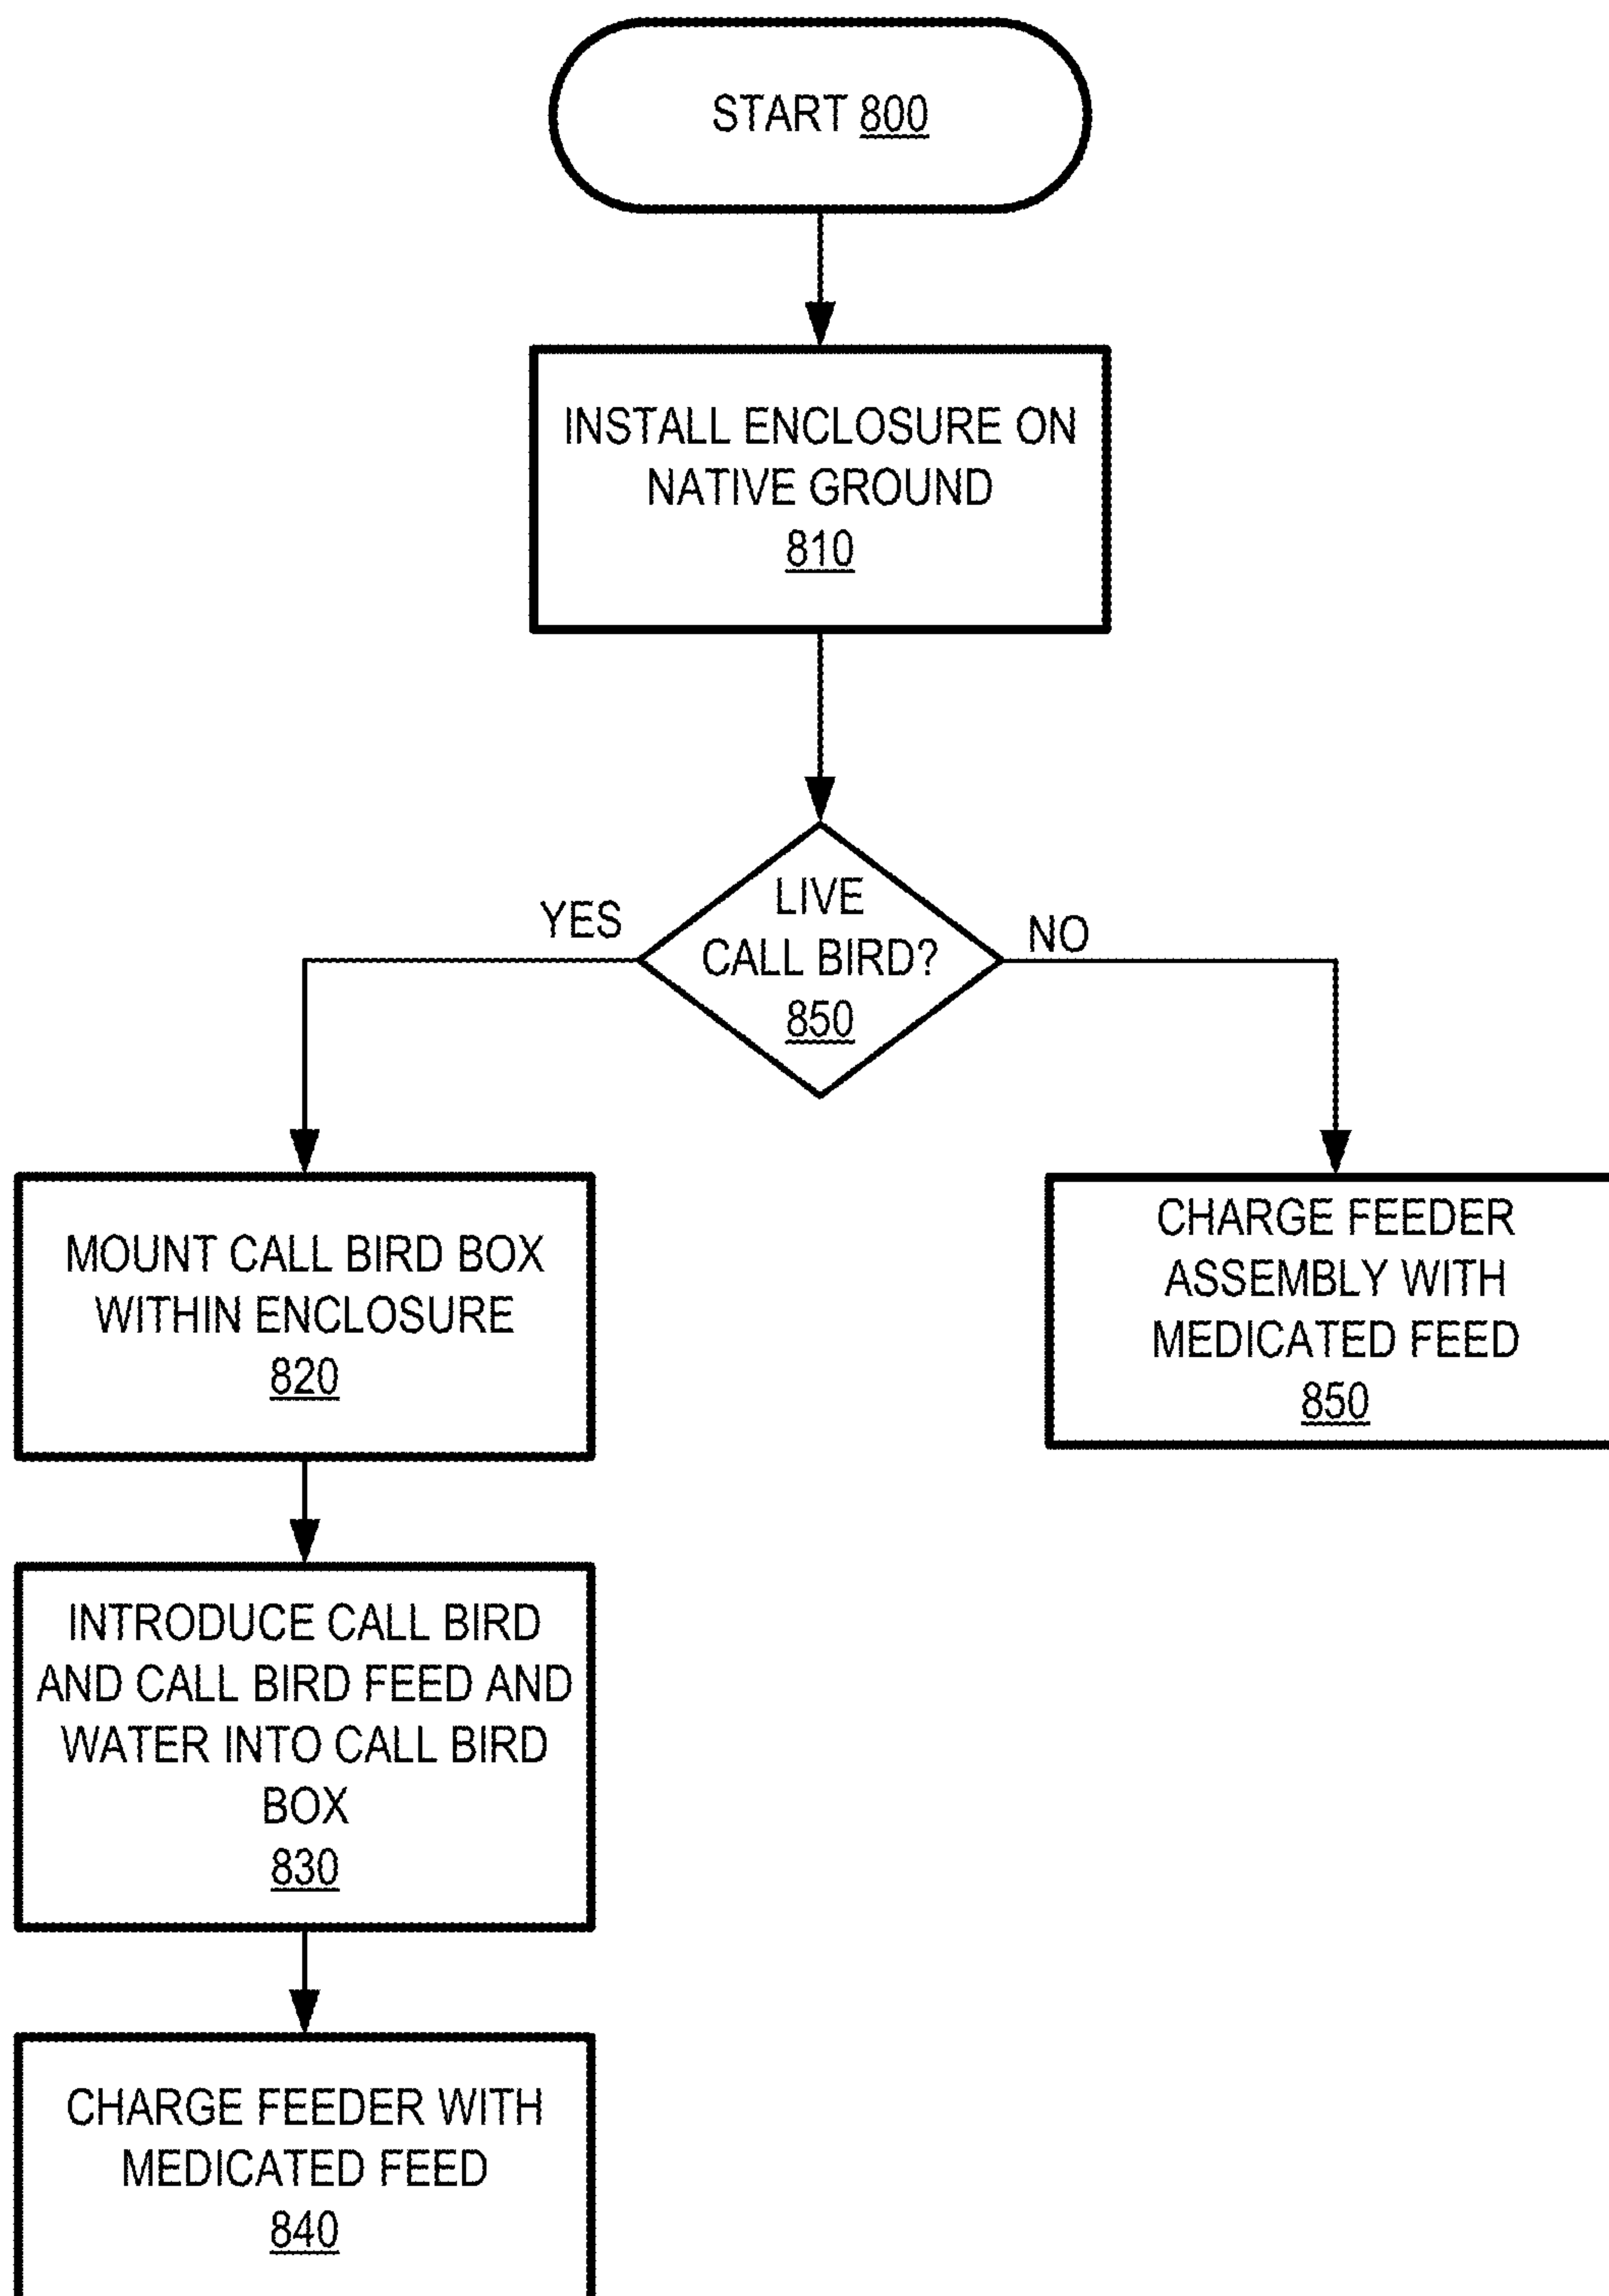 START 800
INSTALL ENCLOSURE ON
NATIVE GROUND
810
LIVE
CALL BIRD?
850
YES
NO
MOUNT CALL BIRD BOX
WITHIN ENCLOSURE
820
CHARGE FEEDER
ASSEMBLY WITH
MEDICATED FEED
850
INTRODUCE CALL BIRD
AND CALL BIRD FEED AND
WATER INTO CALL BIRD
BOX
830
CHARGE FEEDER WITH
MEDICATED FEED
840